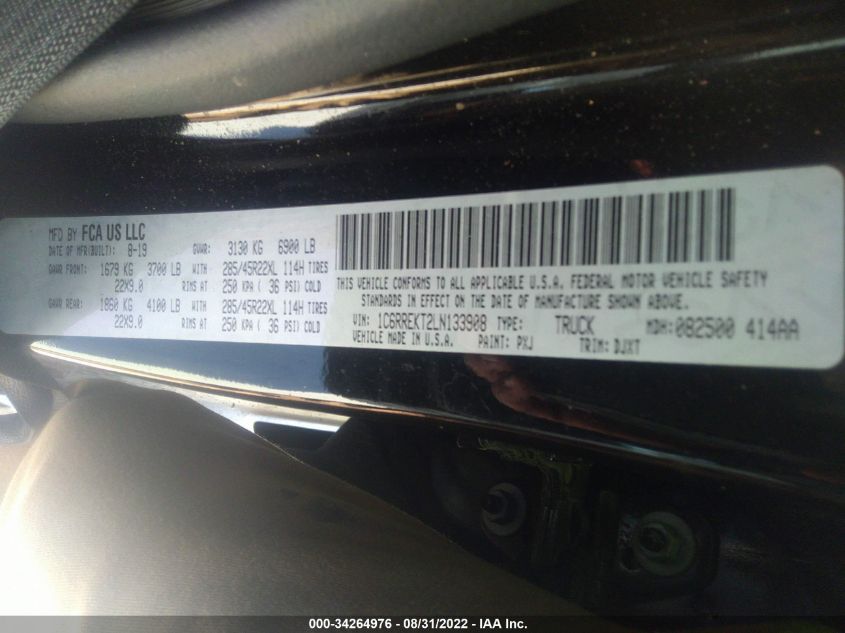 MFD BY FCA US LLC
DATE OF MFR(BUILT): 8-19 GVWR: 3130 KG 6900 LB
GAWR FRONT: 1679 KG 3700 LB WITH 285/45R22XL 114H TIRES
22X9.0 RIMS AT 250 KPA ( 36 PSI) COLD
GAWR REAR: 1850 KG 4100 LB WITH 285/45R22XL 114H TIRES
22X9.0 RIMS AT 250 KPA ( 36 PSI) COLD
THIS VEHICLE CONFORMS TO ALL APPLICABLE U.S.A. FEDERAL MOTOR VEHICLE SAFETY
STANDARDS IN EFFECT ON THE DATE OF MANUFACTURE SHOWN ABOVE.
VIN: 1C6RREKT2LN133908 TYPE: TRUCK MDH:082500 414AA
VEHICLE MADE IN U.S.A. PAINT: PXJ TRIM: DJXT
000-34264976 - 08/31/2022 - IAA Inc.